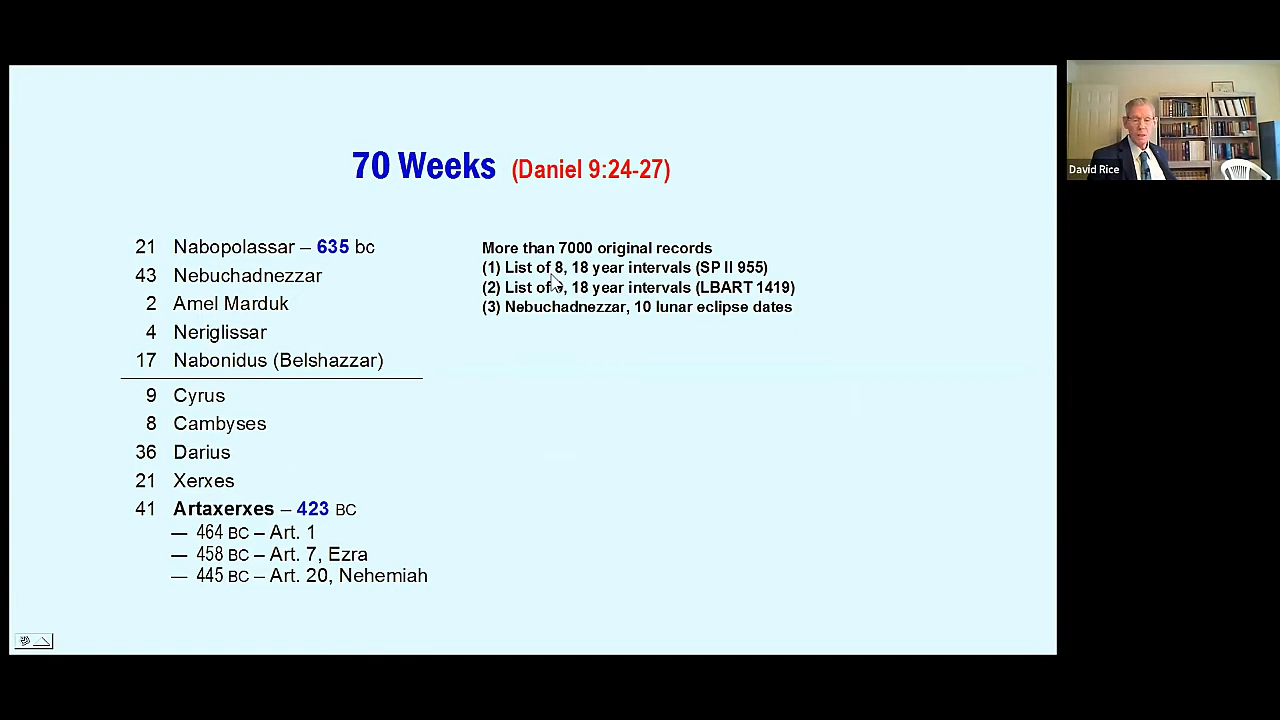 70 Weeks (Daniel 9:24-27)
21 Nabopolassar – 635 bc
43 Nebuchadnezzar
2 Amel Marduk
4 Neriglissar
17 Nabonidus (Belshazzar)
9 Cyrus
8 Cambyses
36 Darius
21 Xerxes
41 Artaxerxes – 423 BC
— 464 BC – Art. 1
— 458 BC – Art. 7, Ezra
— 445 BC – Art. 20, Nehemiah
More than 7000 original records
(1) List of 8, 18 year intervals (SP II 955)
(2) List of , 18 year intervals (LBART 1419)
(3) Nebuchadnezzar, 10 lunar eclipse dates
David Rice